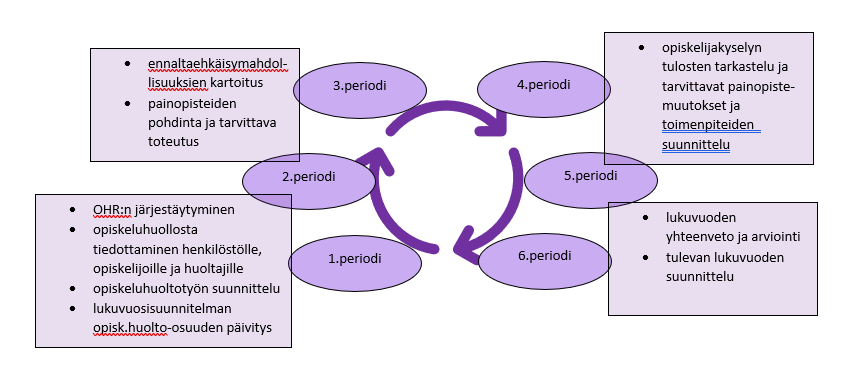 ennaltaehkäisymahdol-
lisuuksien kartoitus
painopisteiden
pohdinta ja tarvittava
toteutus
3.periodi
4.periodi
opiskelijakyselyn
tulosten tarkastelu ja
tarvittavat painopiste-
muutokset ja
toimenpiteiden
suunnittelu
2.periodi
5.periodi
OHR:n järjestäytyminen
opiskeluhuollosta
tiedottaminen henkilöstölle,
opiskelijoille ja huoltajille
opiskeluhuoltotyön suunnittelu
lukuvuosisuunnitelman
opisk.huolto-osuuden päivitys
1.periodi
6.periodi
lukuvuoden
yhteenveto ja arviointi
tulevan lukuvuoden
suunnittelu